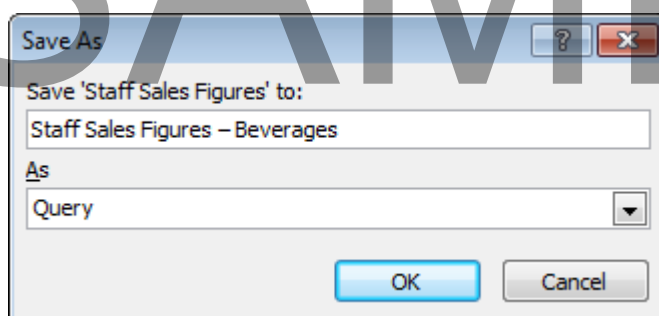 Save As
Save 'Staff Sales Figures' to:
Staff Sales Figures – Beverages
As
Query
OK
Cancel